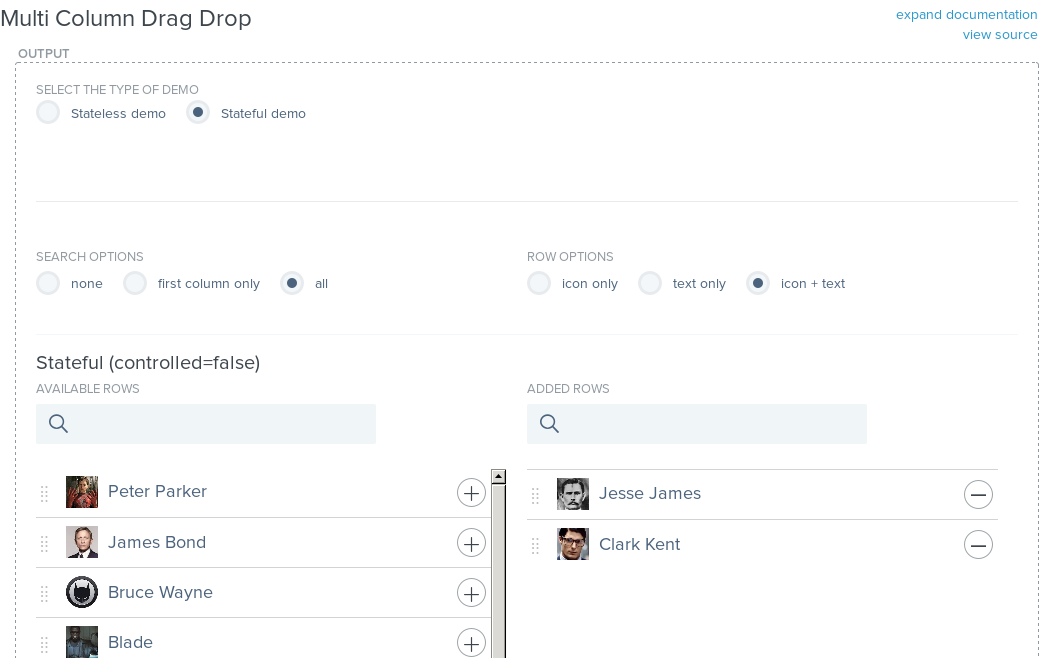 Multi Column Drag Drop
expand documentation
view source
OUTPUT
SELECT THE TYPE OF DEMO
Stateless demo
Stateful demo
SEARCH OPTIONS
none
first column only
all
ROW OPTIONS
icon only
text only
icon + text
Stateful (controlled=false)
AVAILABLE ROWS
Peter Parker
James Bond
Bruce Wayne
Blade
ADDED ROWS
Jesse James
Clark Kent